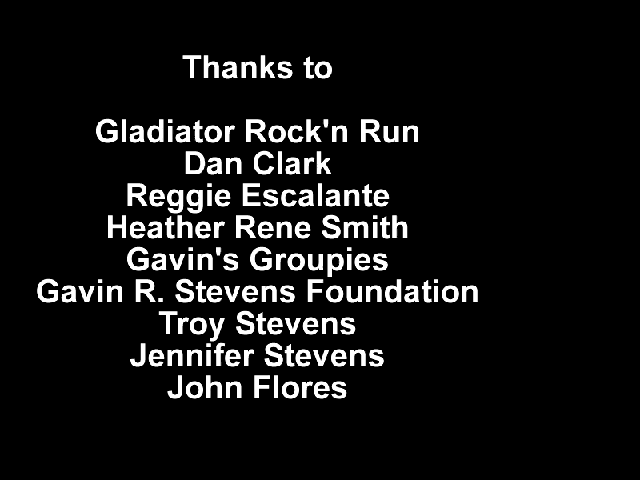 Thanks to
Gladiator Rock'n Run
Dan Clark
Reggie Escalante
Heather Rene Smith
Gavin's Groupies
Gavin R. Stevens Foundation
Troy Stevens
Jennifer Stevens
John Flores